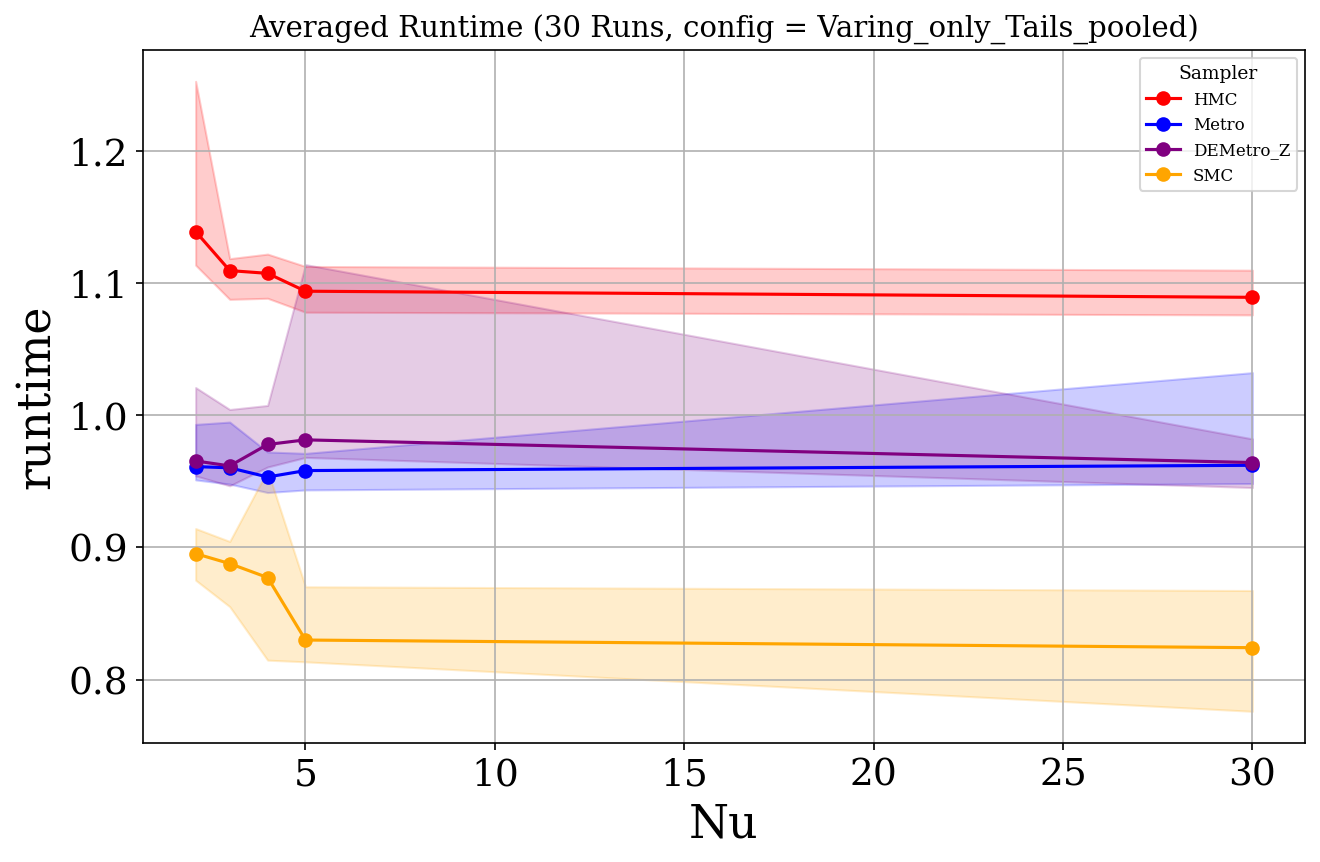 Averaged Runtime (30 Runs, config = Varing_only_Tails_pooled)
Sampler
HMC
Metro
DEMetro_Z
SMC
runtime
1.2
1.1
1.0
0.9
0.8
5 10 15 20 25 30
Nu